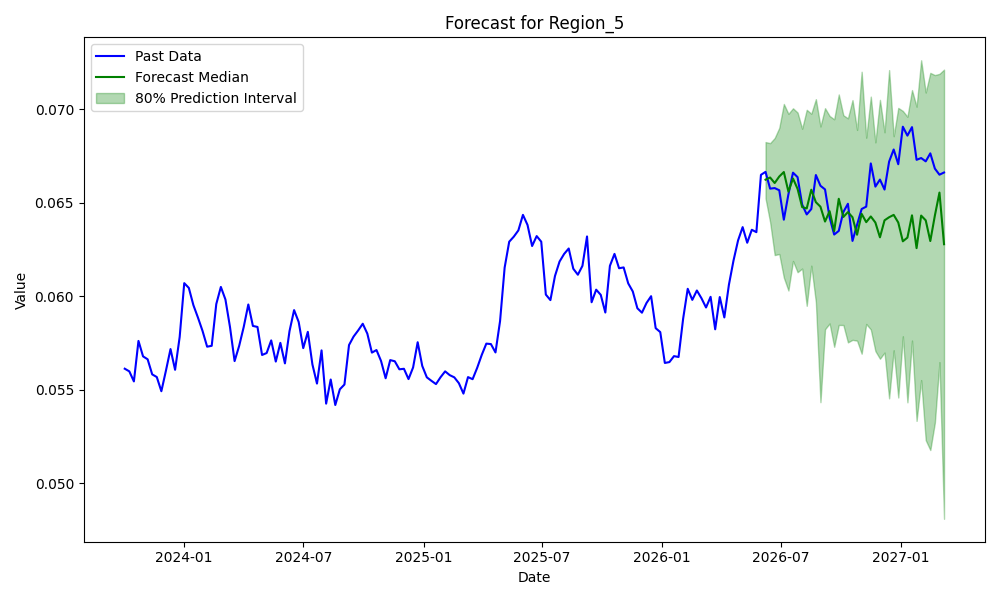 Forecast for Region_5
Past Data
Forecast Median
80% Prediction Interval
Value
0.070
0.065
0.060
0.055
0.050
2024-01
2024-07
2025-01
2025-07
2026-01
2026-07
2027-01
Date